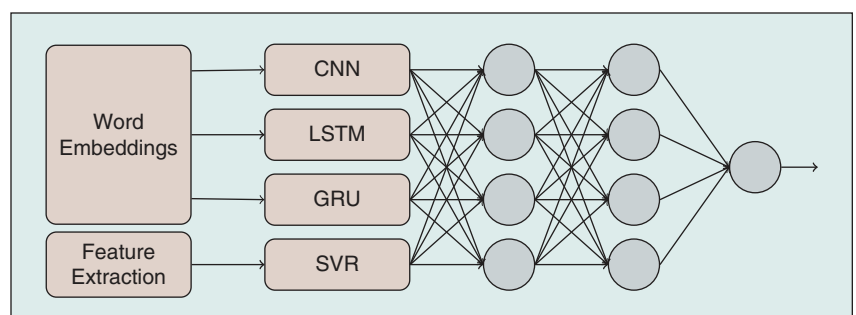 Word
Embeddings
Feature
Extraction
CNN
LSTM
GRU
SVR